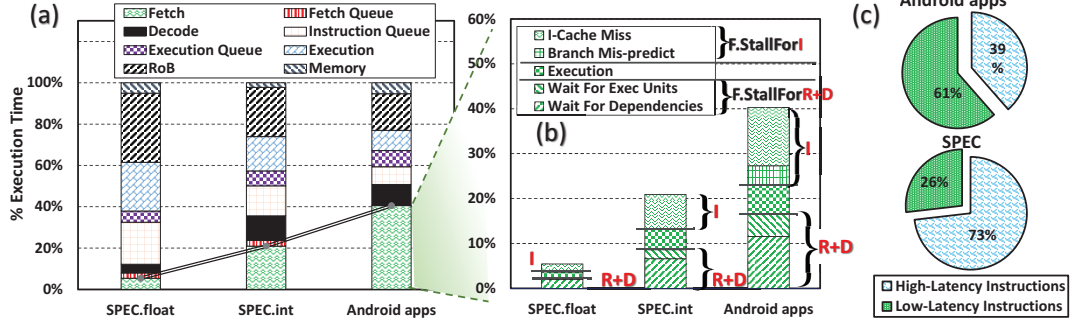 (a)
Fetch
Fetch Queue
Decode
Instruction Queue
Execution Queue
Execution
RoB
Memory
% Execution Time
100%
80%
60%
40%
20%
0%
SPEC.float
SPEC.int
Android apps
60%
50%
40%
30%
20%
10%
0%
I-Cache Miss
Branch Mis-predict
Execution
Wait For Exec Units
Wait For Dependencies
F.StallForI
F.StallForR+D
(b)
I
R+D
I
R+D
I
R+D
SPEC.float
SPEC.int
Android apps
(c)
Android apps
39
%
61%
SPEC
26%
73%
High-Latency Instructions
Low-Latency Instructions